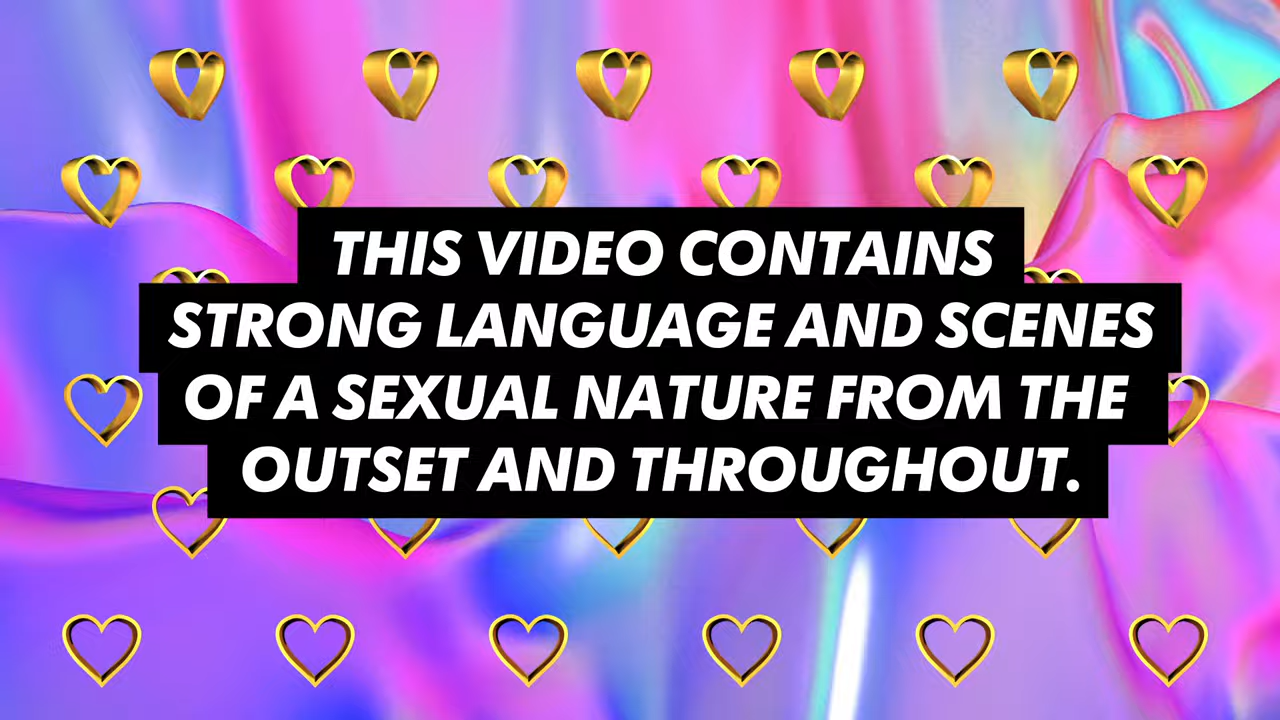 THIS VIDEO CONTAINS
STRONG LANGUAGE AND SCENES
OF A SEXUAL NATURE FROM THE
OUTSET AND THROUGHOUT.